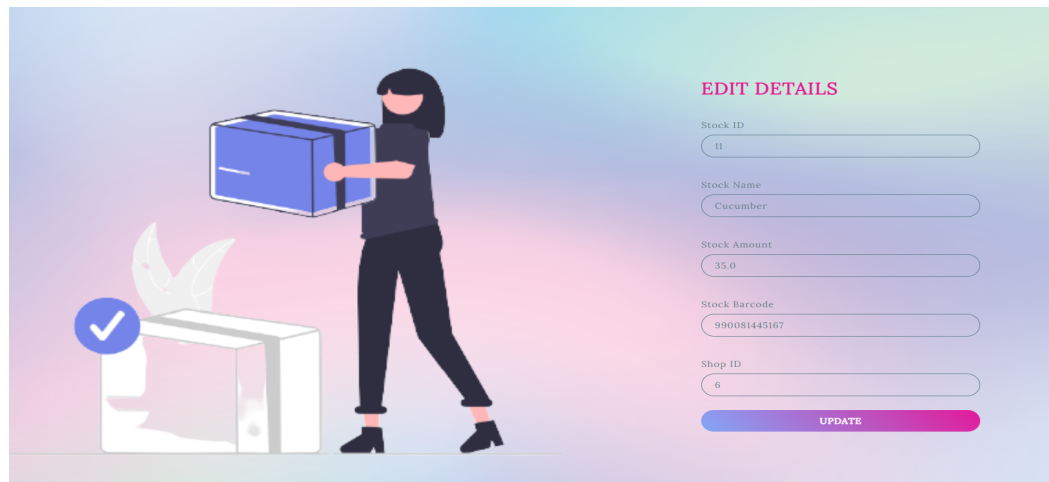 EDIT DETAILS
Stock ID
11
Stock Name
Cucumber
Stock Amount
35.0
Stock Barcode
990081445167
Shop ID
6
UPDATE